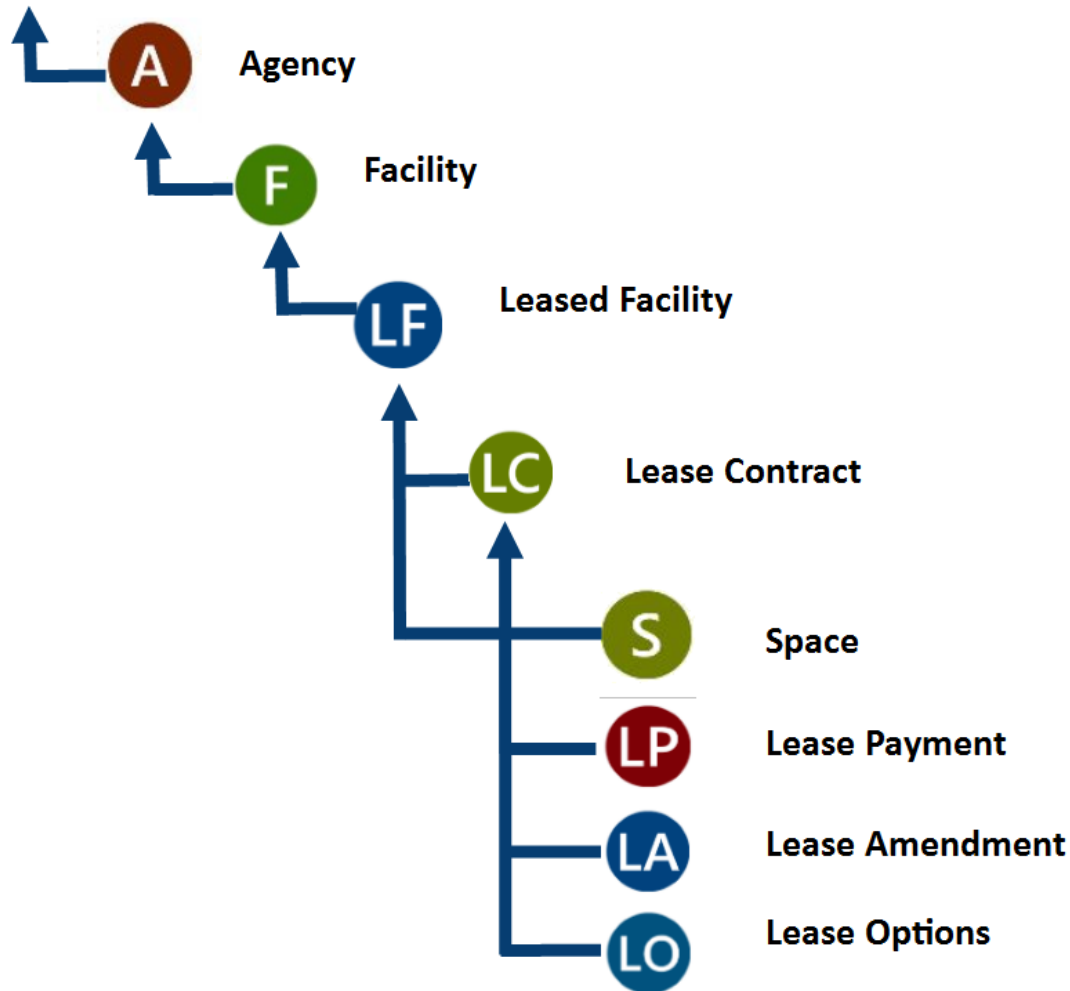 A Agency
F Facility
LF Leased Facility
LC Lease Contract
S Space
LP Lease Payment
LA Lease Amendment
LO Lease Options